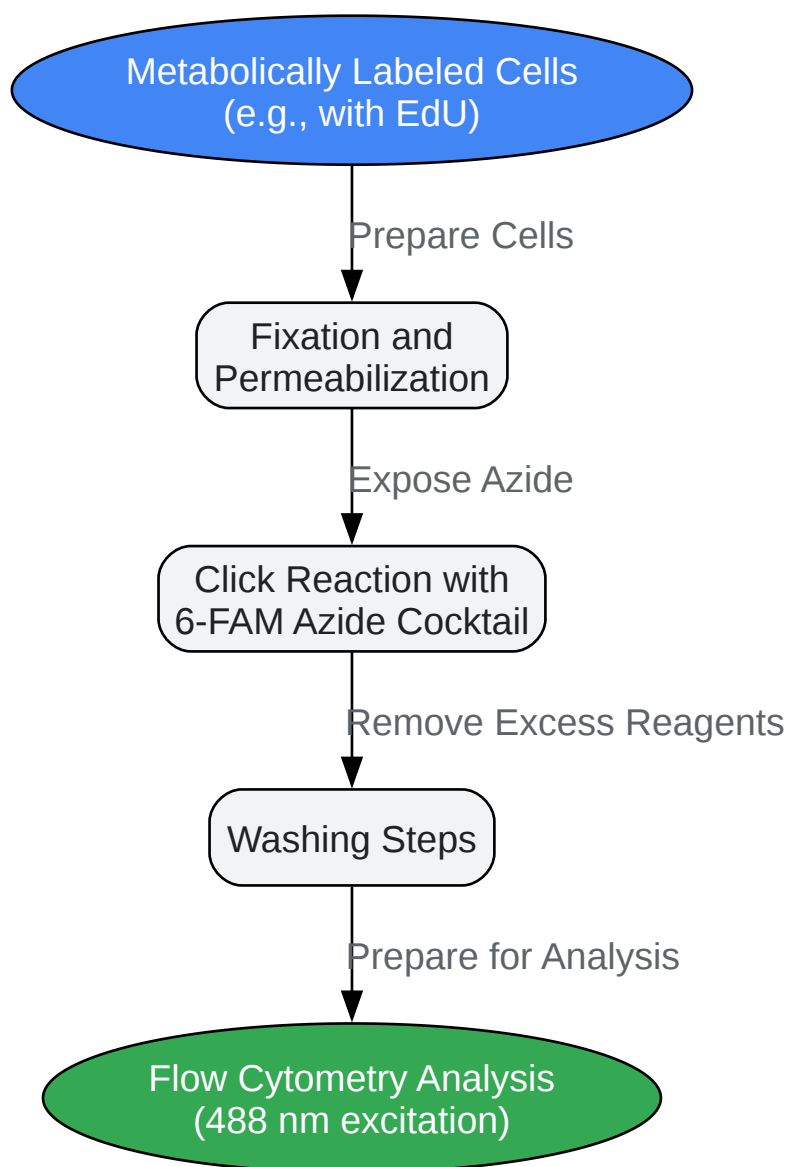 Metabolically Labeled Cells
(e.g., with EdU)
Prepare Cells
Fixation and
Permeabilization
Expose Azide
Click Reaction with
6-FAM Azide Cocktail
Remove Excess Reagents
Washing Steps
Prepare for Analysis
Flow Cytometry Analysis
(488 nm excitation)